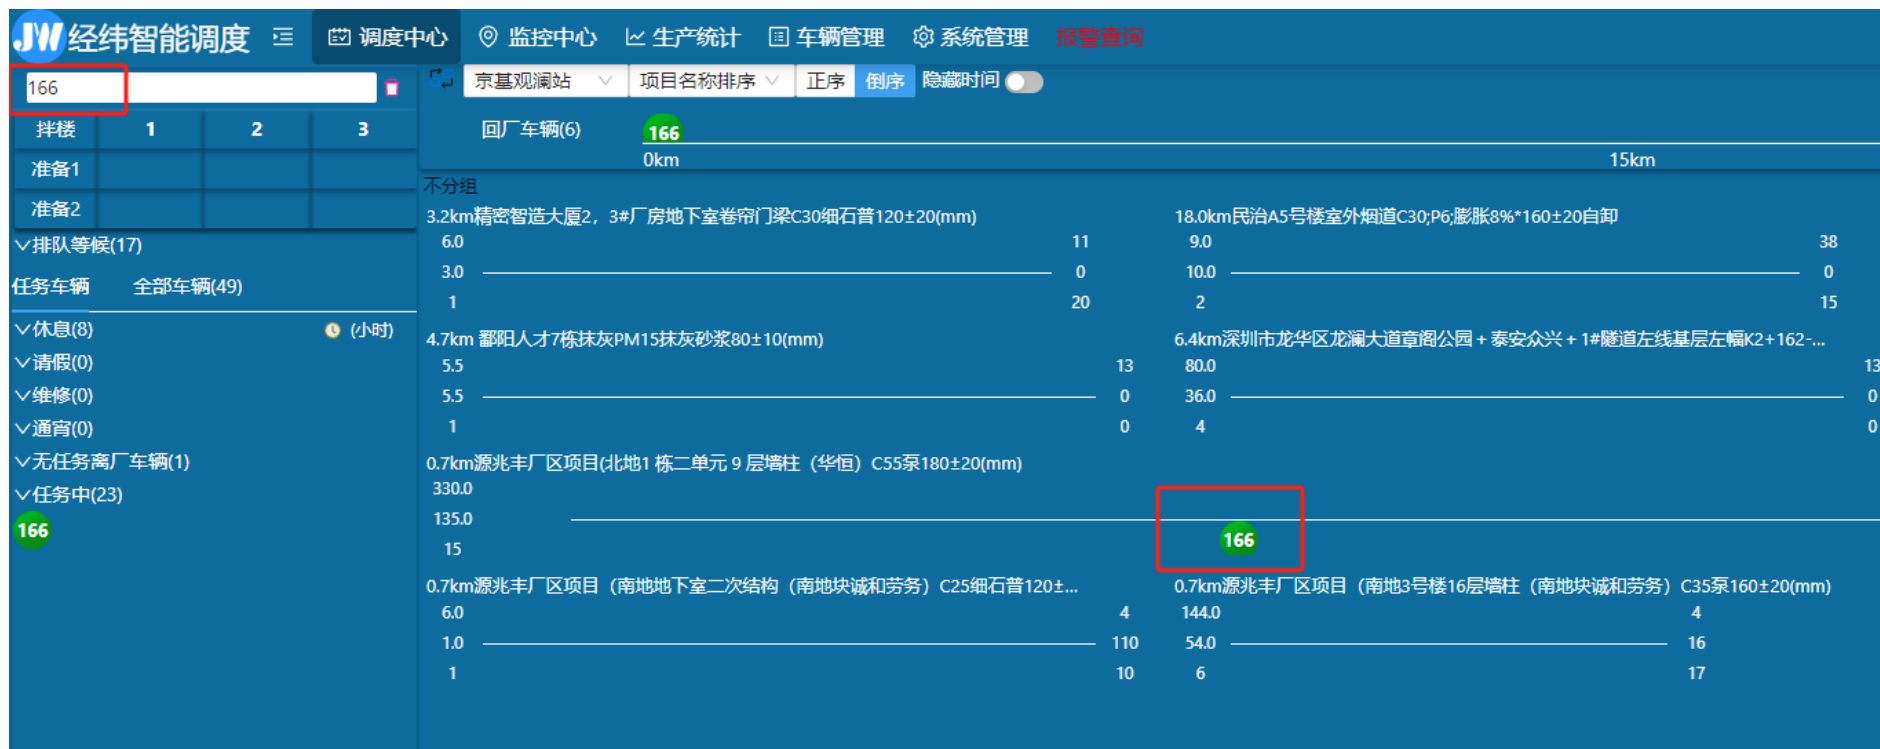 JW 经纬智能调度 调度中心 监控中心 生产统计 车辆管理 系统管理 报警查询
166 京基观澜站 项目名称排序 正序 倒序 隐藏时间
拌楼 1 2 3
准备1
准备2
排队等候(17)
任务车辆 全部车辆(49)
休息(8) (小时)
请假(0)
维修(0)
通宵(0)
无任务离厂车辆(1)
任务中(23)
166
回厂车辆(6) 166
0km 15km
不分组
3.2km精密智造大厦2，3#厂房地下室卷帘门梁C30细石普120±20(mm)
6.0 11
3.0 0
1 20
18.0km民治A5号楼室外烟道C30;P6;膨胀8%*160±20自卸
9.0 38
10.0 0
2 15
4.7km 鄱阳人才7栋抹灰PM15抹灰砂浆80±10(mm)
5.5 13
5.5 0
1 0
6.4km深圳市龙华区龙澜大道章阁公园＋泰安众兴＋1#隧道左线基层左幅K2+162-...
80.0 13
36.0 0
4 0
0.7km源兆丰厂区项目(北地1 栋二单元 9 层墙柱（华恒）C55泵180±20(mm)
330.0
135.0
15 166
0.7km源兆丰厂区项目（南地地下室二次结构（南地块诚和劳务）C25细石普120±...
6.0 4
1.0 110
1 10
0.7km源兆丰厂区项目（南地3号楼16层墙柱（南地块诚和劳务）C35泵160±20(mm)
144.0 4
54.0 16
6 17